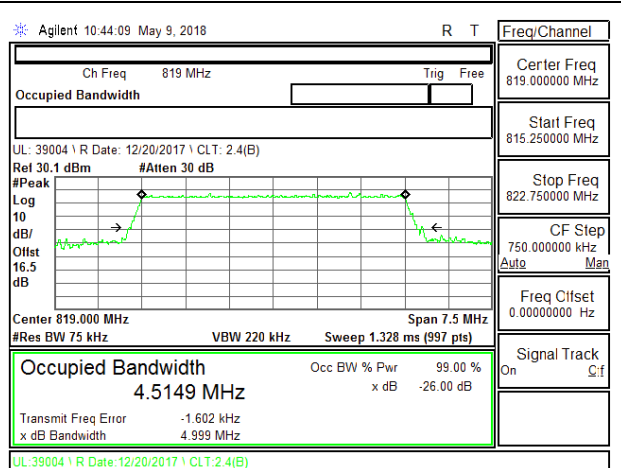 Agilent 10:44:09 May 9, 2018 R T Freq/Channel
Ch Freq 819 MHz Trig Free
Occupied Bandwidth
Center Freq
819.000000 MHz
Start Freq
815.250000 MHz
UL: 39004 \ R Date: 12/20/2017 \ CLT: 2.4(B)
Ref 30.1 dBm #Atten 30 dB
#Peak
Log
10
dB/
Offst
16.5
dB
Stop Freq
822.750000 MHz
CF Step
750.000000 kHz
Auto Man
Freq Offset
0.00000000 Hz
Center 819.000 MHz Span 7.5 MHz
#Res BW 75 kHz VBW 220 kHz Sweep 1.328 ms (997 pts)
Signal Track
On Off
Occupied Bandwidth Occ BW % Pwr 99.00 %
4.5149 MHz x dB -26.00 dB
Transmit Freq Error -1.602 kHz
x dB Bandwidth 4.999 MHz
UL:39004 \ R Date:12/20/2017 \ CLT:2.4(B)